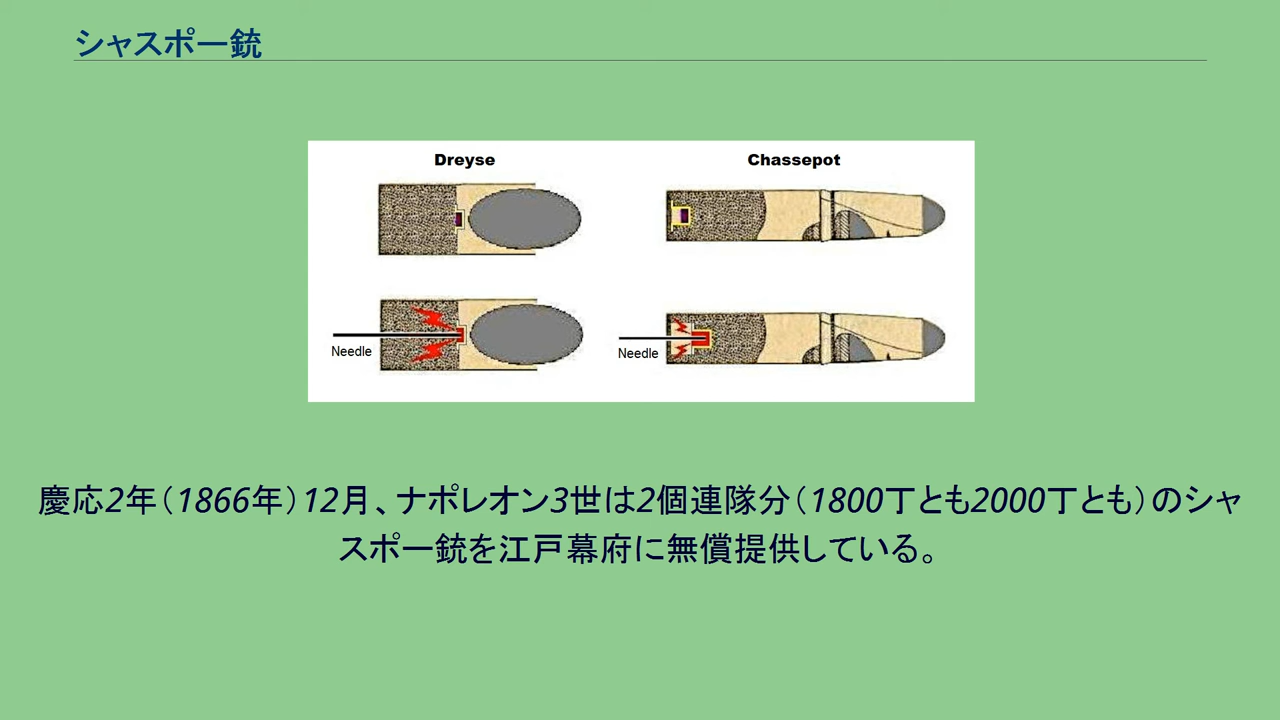 シャスポー銃
Dreyse
Chassepot
Needle
Needle
慶応2年（1866年）12月、ナポレオン3世は2個連隊分（1800丁とも2000丁とも）のシャ
スポー銃を江戸幕府に無償提供している。